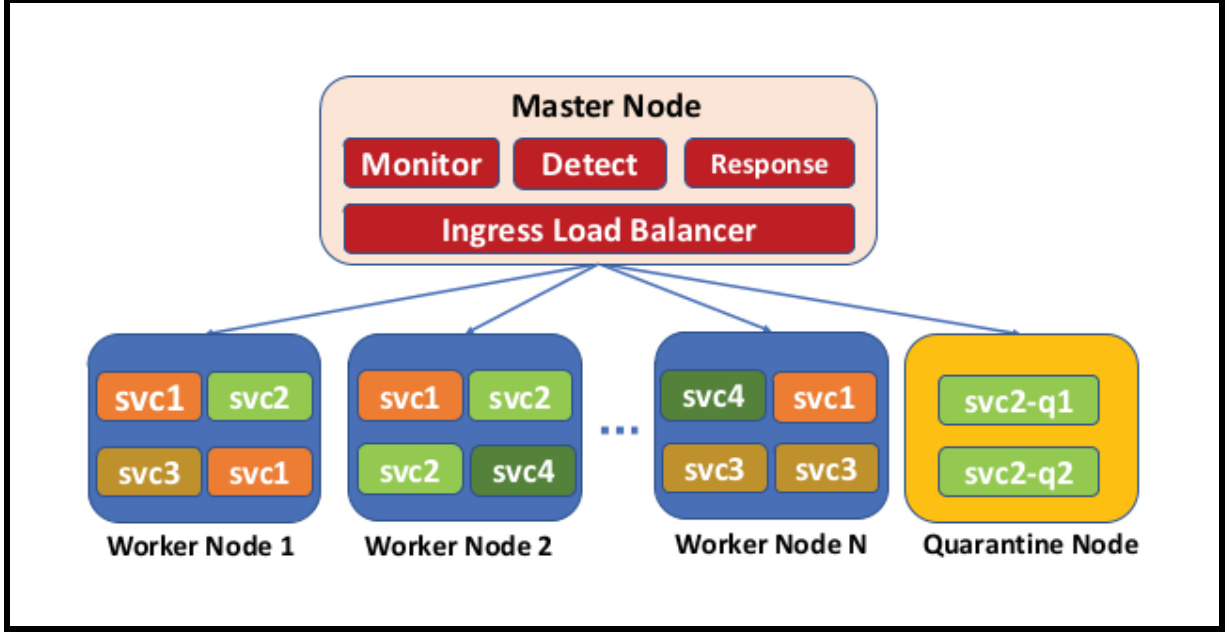 Master Node
Monitor Detect Response
Ingress Load Balancer
svc1 svc2 svc1 svc2 svc4 svc1 svc2-q1
...
svc3 svc1 svc2 svc4 svc3 svc3 svc2-q2
Worker Node 1 Worker Node 2 Worker Node N Quarantine Node